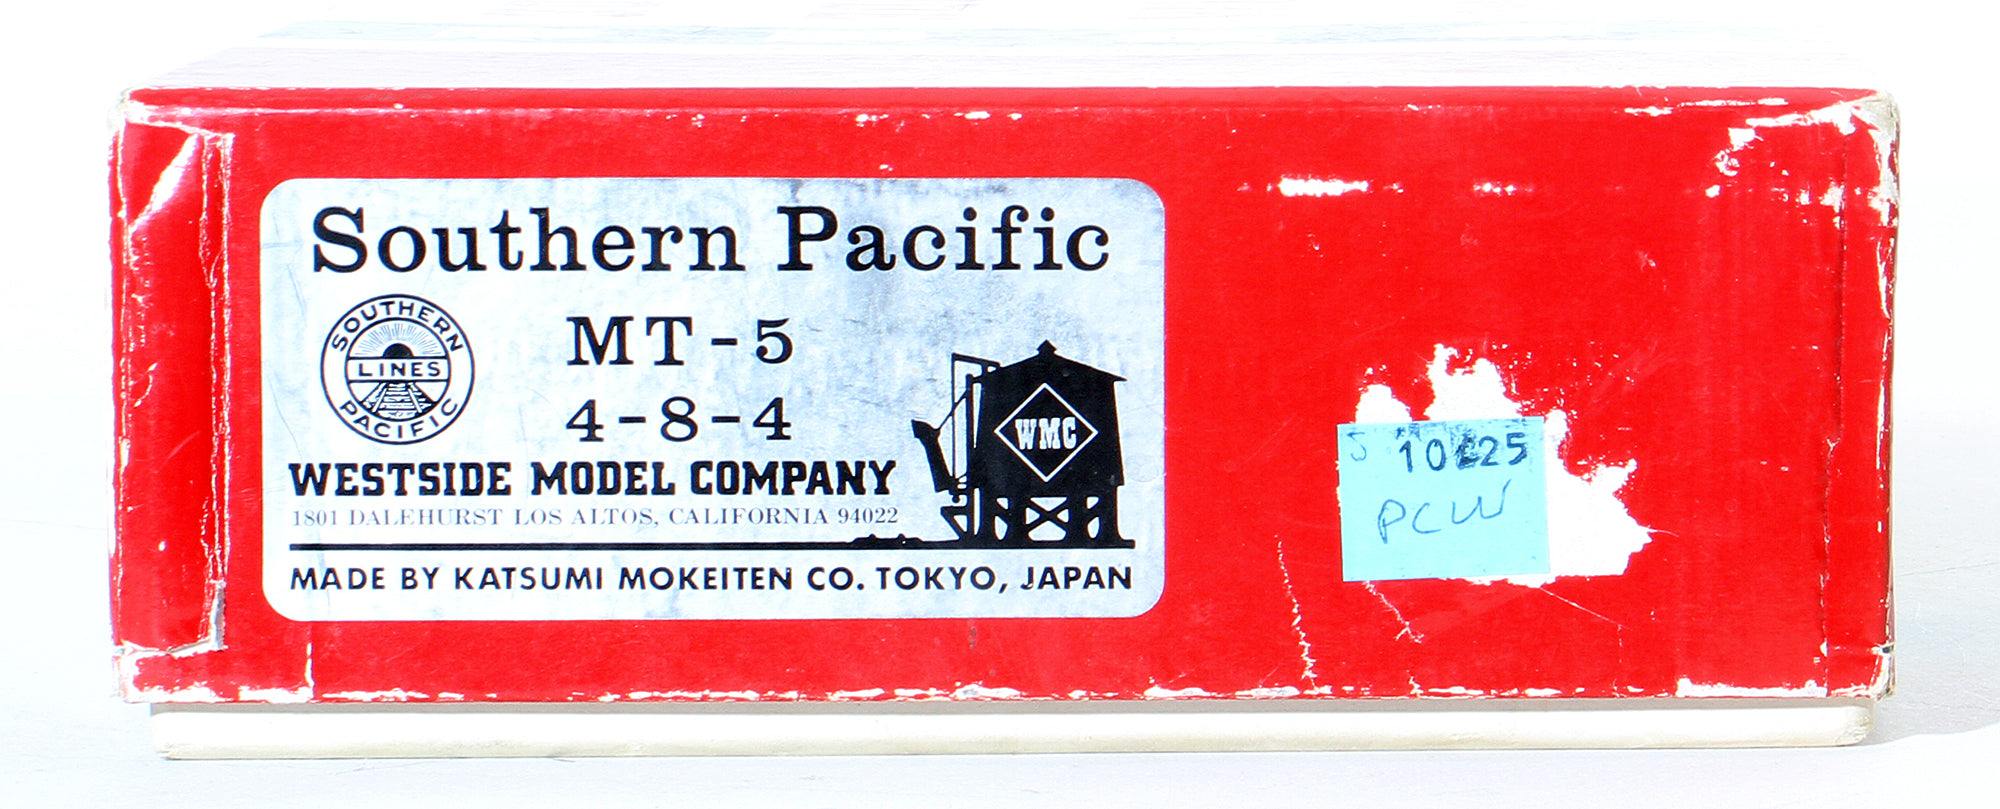 Southern Pacific
SOUTHERN
LINES
PACIFIC
MT-5
4-8-4
WMC
WESTSIDE MODEL COMPANY
1801 DALEHURST LOS ALTOS, CALIFORNIA 94022
MADE BY KATSUMI MOKEITEN CO. TOKYO, JAPAN
PCW